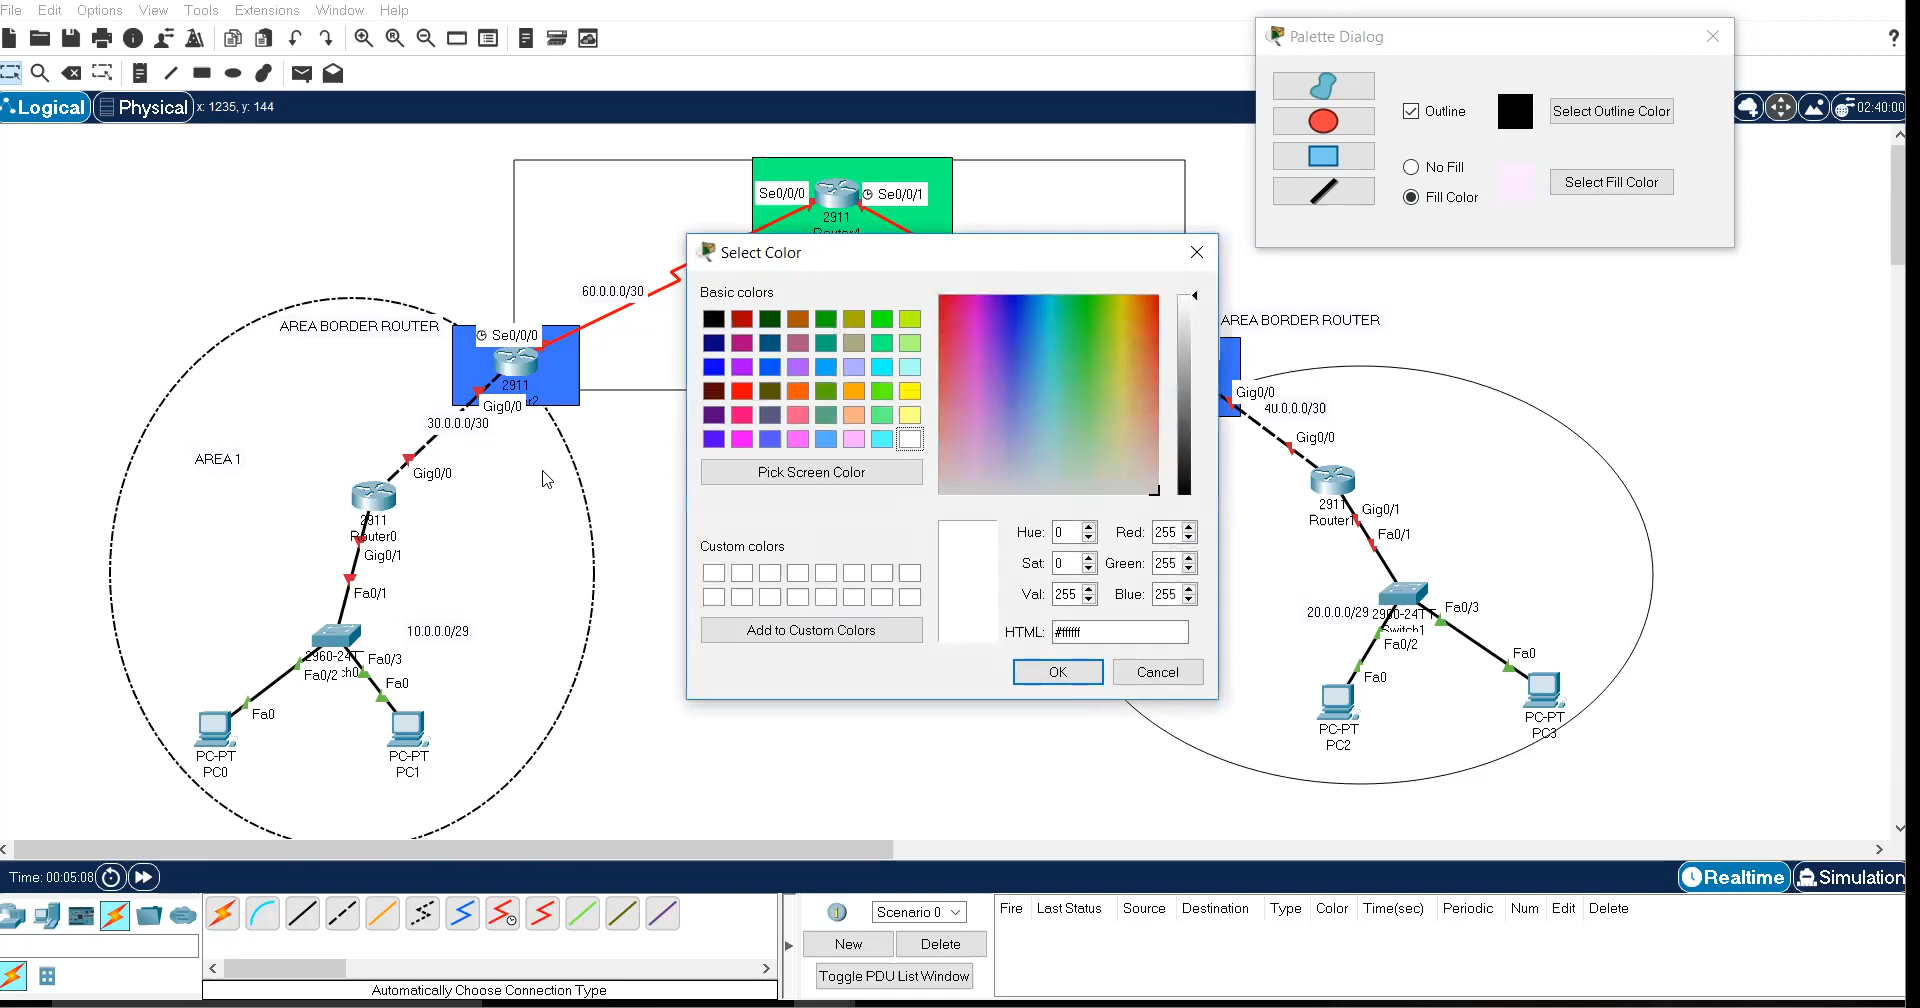 File Edit Options View Tools Extensions Window Help
Palette Dialog
?
Outline
Select Outline Color
No Fill
Fill Color
Select Fill Color
Logical
Physical
x: 1235, y: 144
02:40:00
Se0/0/0
Se0/0/1
2911
60.0.0.0/30
AREA BORDER ROUTER
Se0/0/0
2911
Gig0/0
30.0.0.0/30
AREA 1
Gig0/0
2911
Router0
Gig0/1
Fa0/1
10.0.0.0/29
2960-24T
Fa0/3
Fa0/2
Fa0
Fa0
PC-PT
PC0
PC-PT
PC1
Select Color
Basic colors
Pick Screen Color
Custom colors
Add to Custom Colors
Hue: 0
Red: 255
Sat: 0
Green: 255
Val: 255
Blue: 255
HTML: #ffffff
OK
Cancel
AREA BORDER ROUTER
Gig0/0
40.0.0.0/30
Gig0/0
2911
Router1
Gig0/1
Fa0/1
20.0.0.0/29
Fa0/3
Switch1
Fa0/2
Fa0
Fa0
PC-PT
PC2
PC-PT
PC3
Time: 00:05:08
Realtime
Simulation
Scenario 0
New
Delete
Toggle PDU List Window
Fire Last Status Source Destination Type Color Time(sec) Periodic Num Edit Delete
Automatically Choose Connection Type